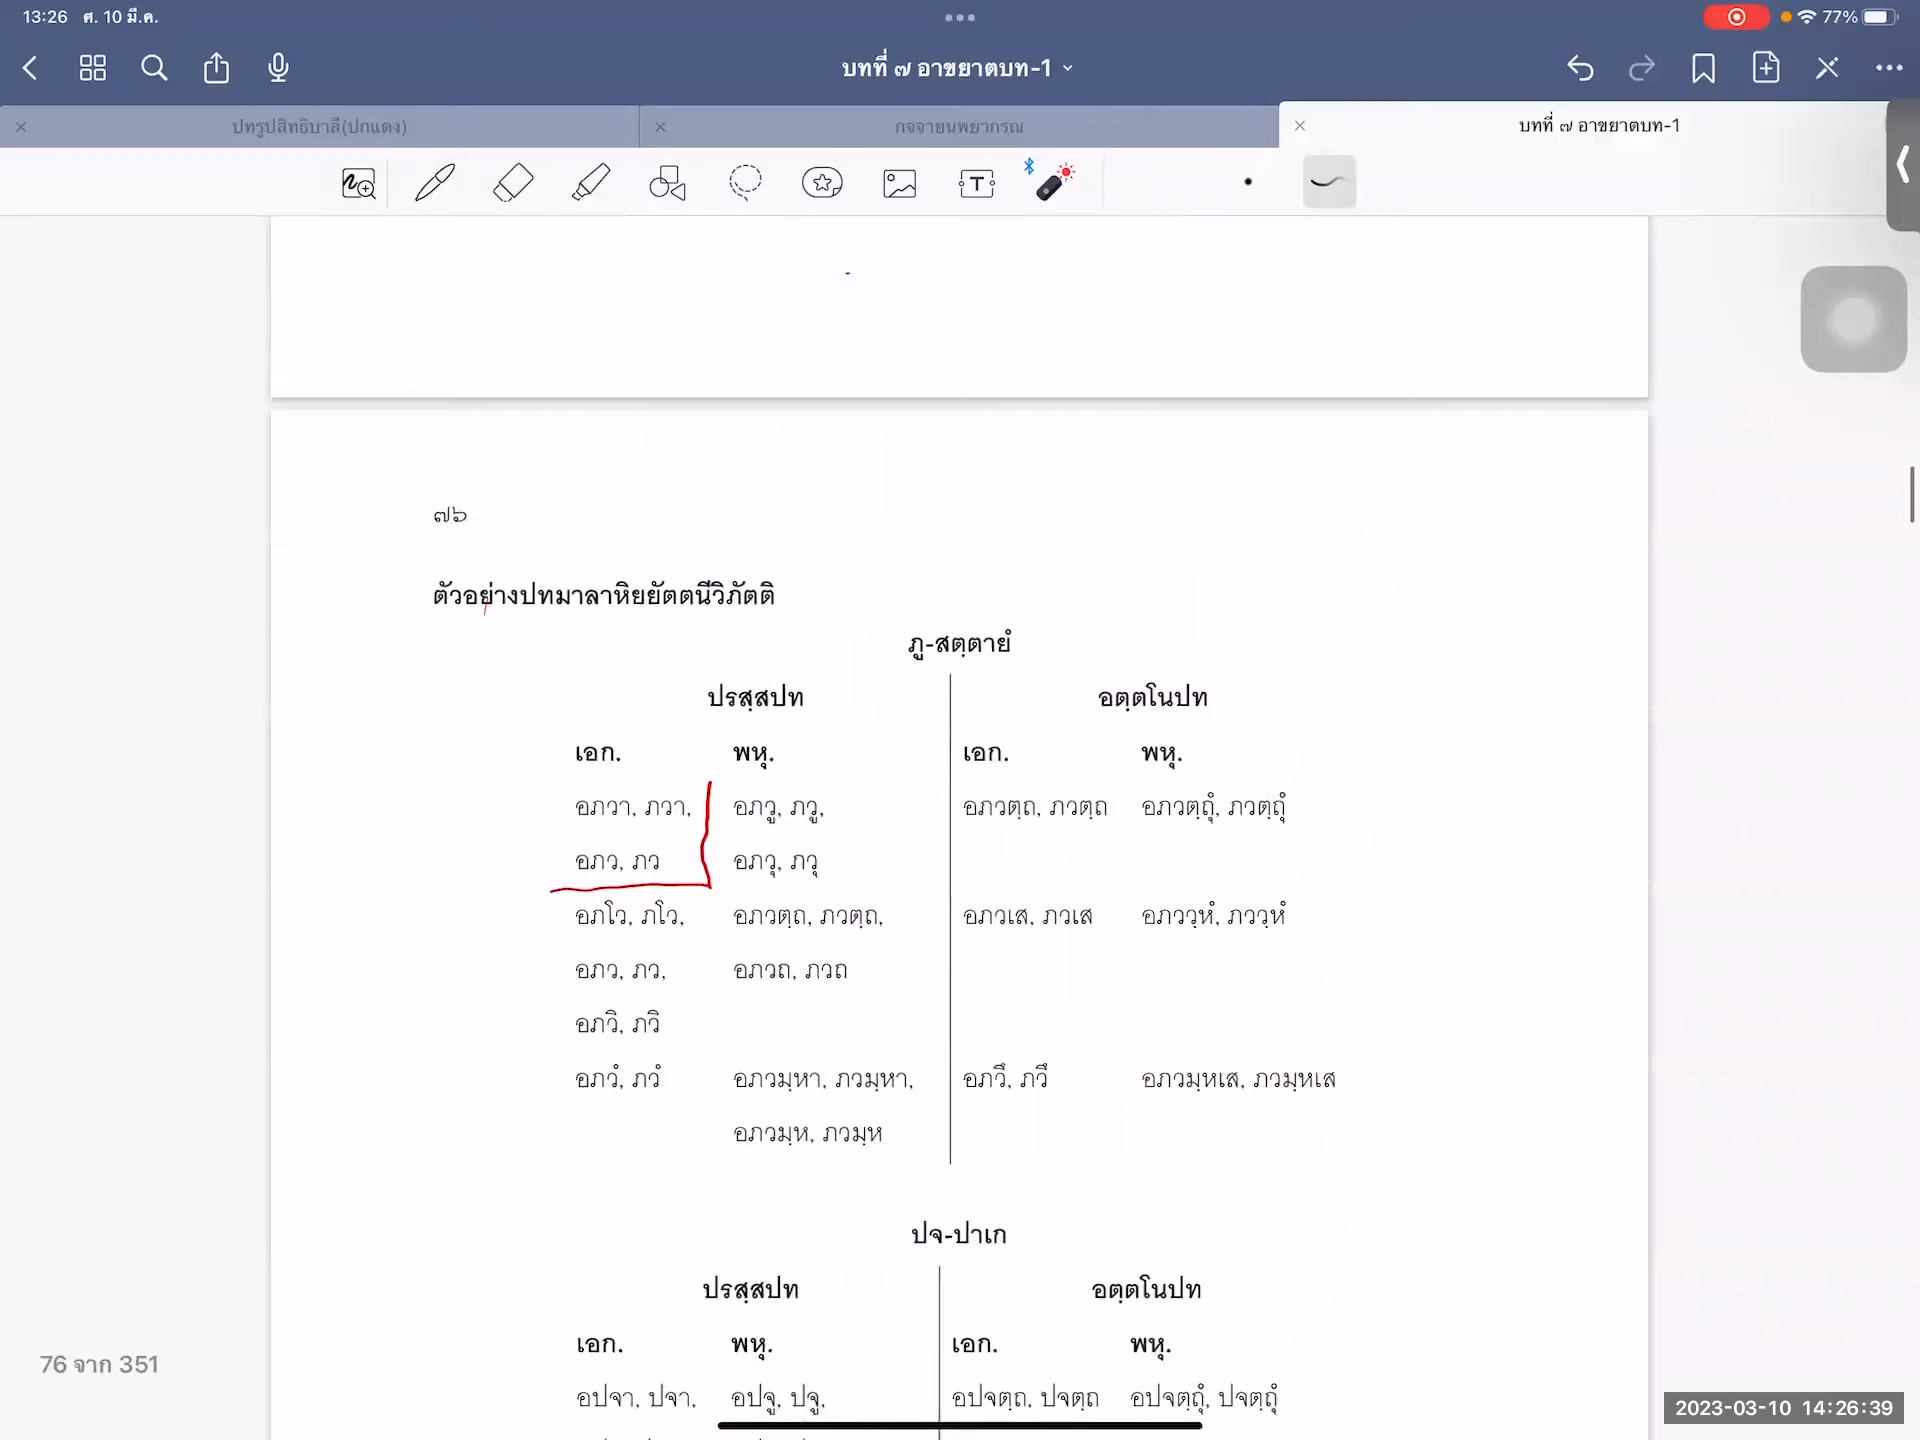 13:26 ศ. 10 มี.ค. 77%
บทที่ ๗ อาขยาตบท-1
ปทรูปสิทธิบาลี(ปกแดง) กจจายนพยากรณ บทที่ ๗ อาขยาตบท-1
๗๖
ตัวอย่างปทมาลาหิยยัตตนีวิภัตติ
ภู-สตฺตายํ
ปรสฺสปท อตฺตโนปท
เอก. พหุ. เอก. พหุ.
อภวา, ภวา, อภวู, ภวู, อภวตฺถ, ภวตฺถ อภวตฺถุํ, ภวตฺถุํ
อภว, ภว อภวุ, ภวุ
อภโว, ภโว, อภวตฺถ, ภวตฺถ, อภวเส, ภวเส อภววฺหํ, ภววฺหํ
อภว, ภว, อภวถ, ภวถ
อภวิ, ภวิ
อภวํ, ภวํ อภวมฺหา, ภวมฺหา, อภวึ, ภวึ อภวมฺหเส, ภวมฺหเส
อภวมฺห, ภวมฺห
ปจ-ปาเก
ปรสฺสปท อตฺตโนปท
เอก. พหุ. เอก. พหุ.
อปจา, ปจา, อปจู, ปจู, อปจตฺถ, ปจตฺถ อปจตฺถุํ, ปจตฺถุํ
76 จาก 351
2023-03-10 14:26:39